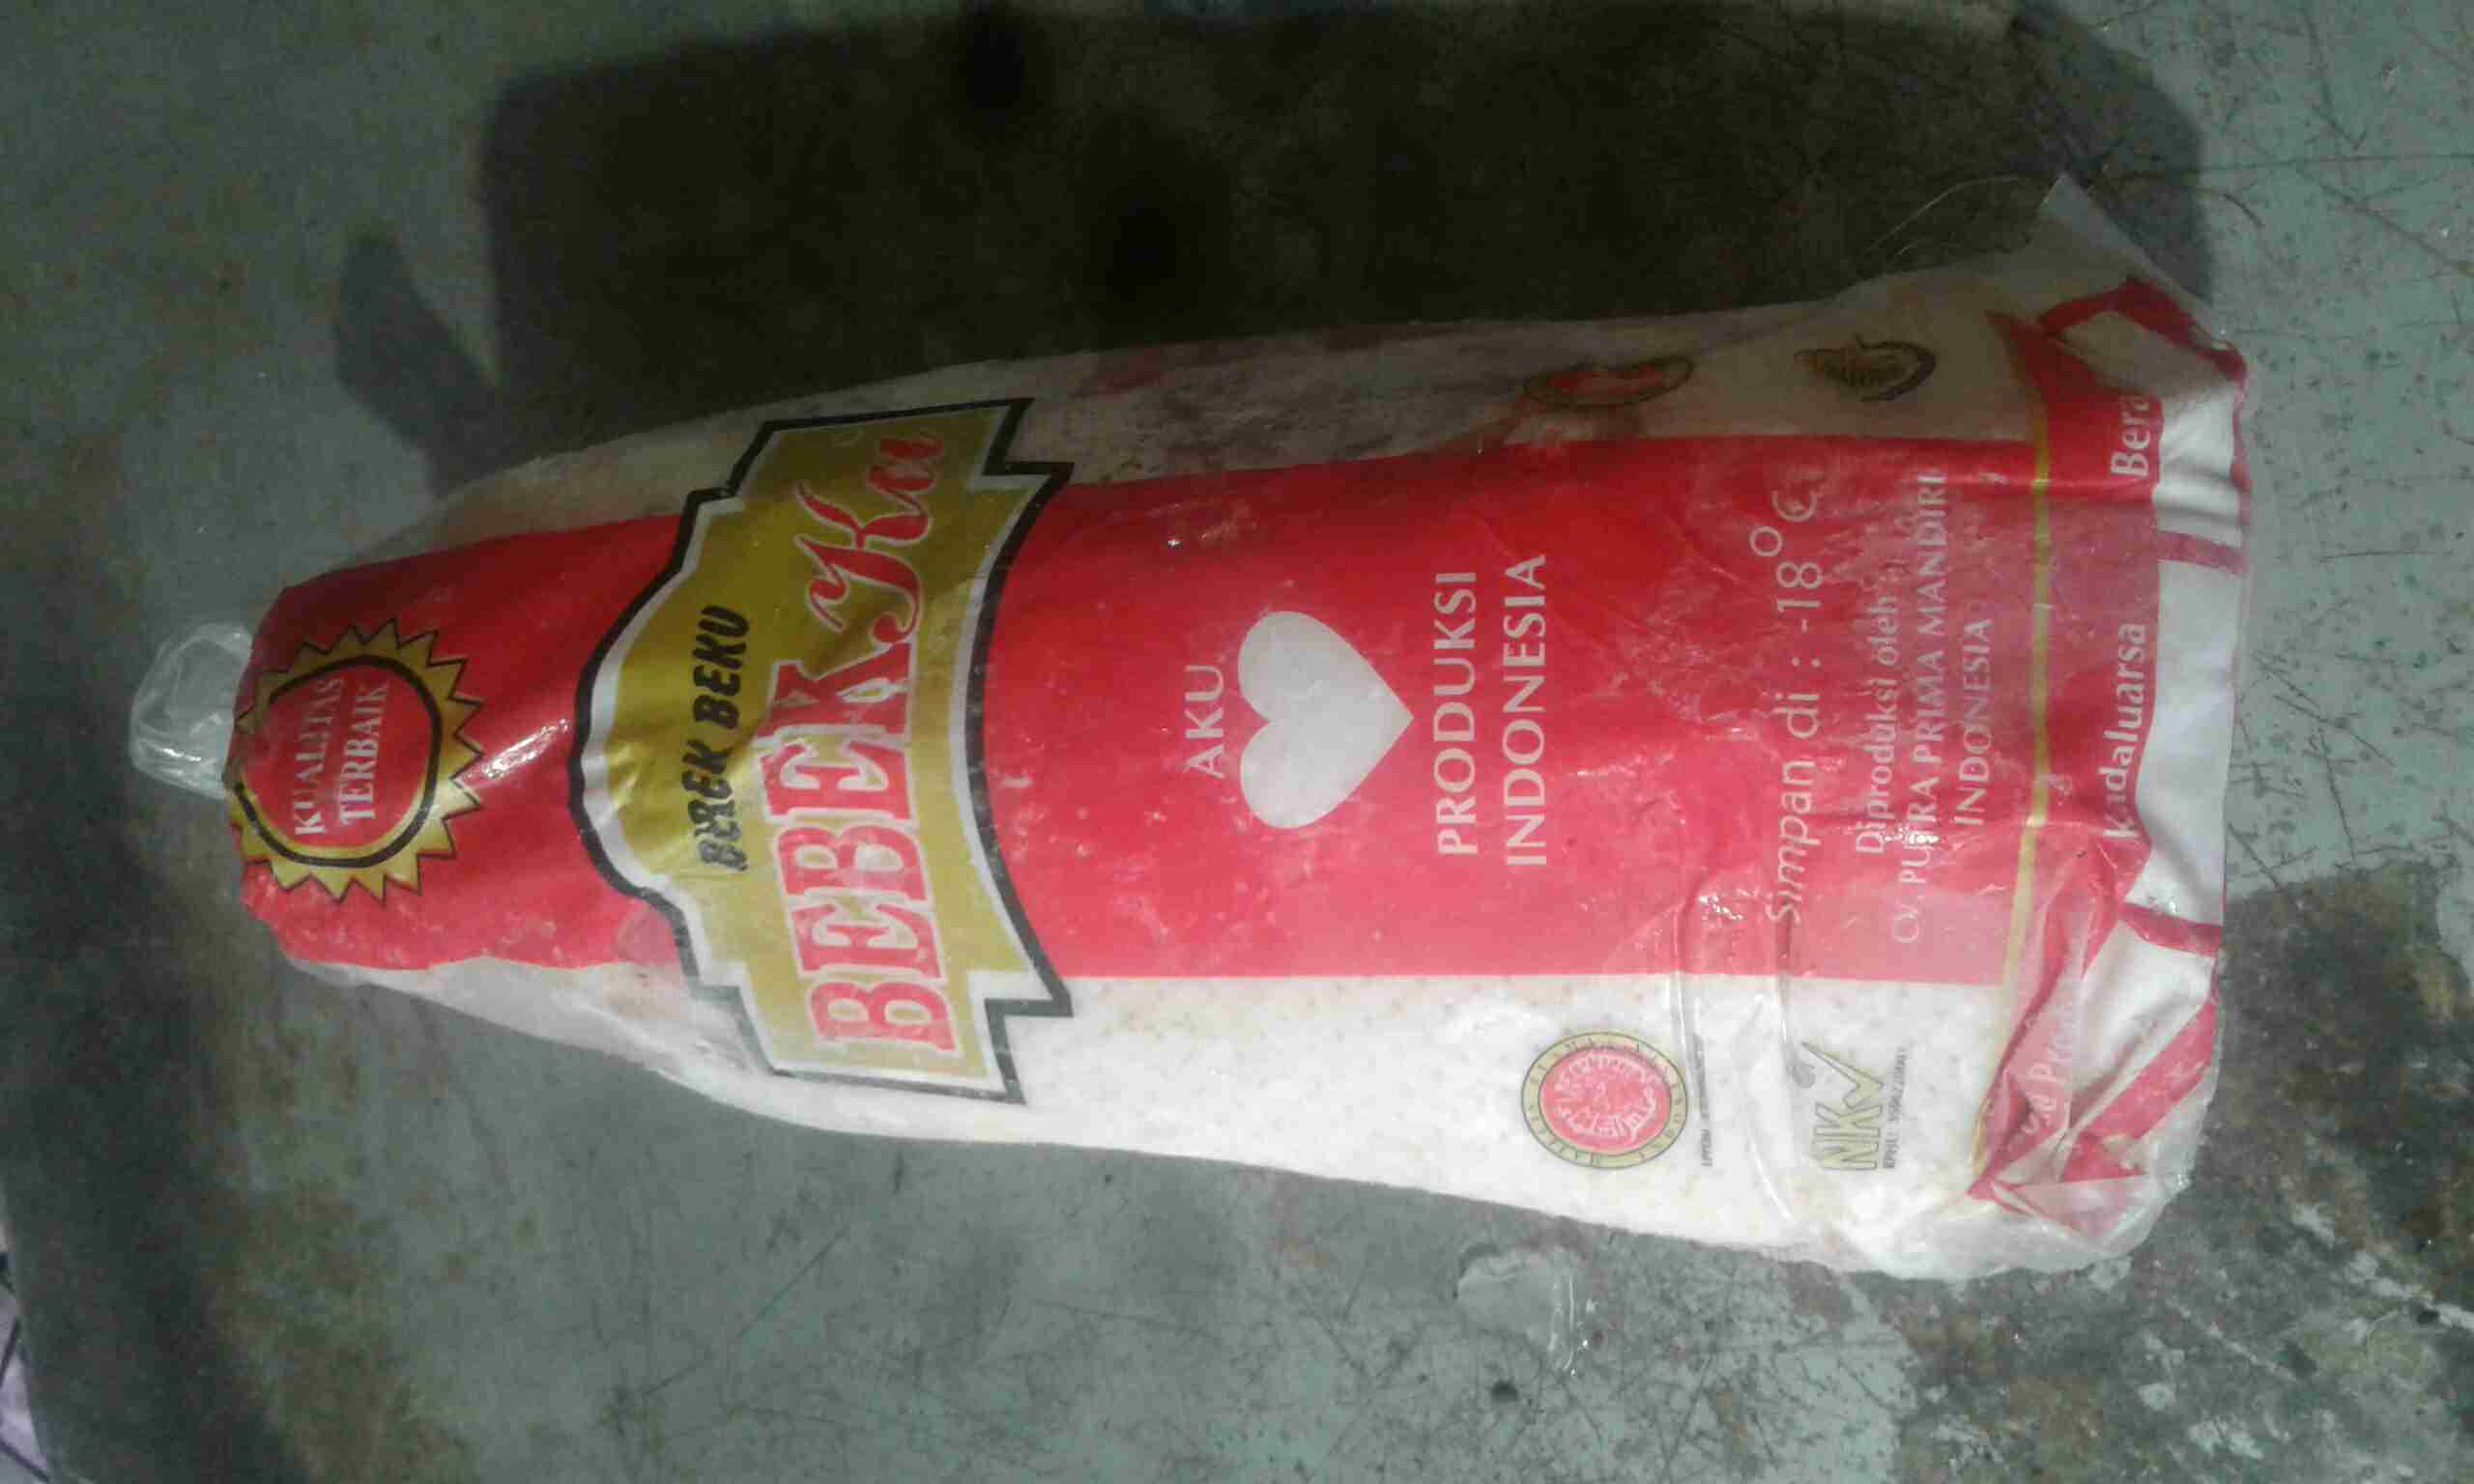 KUALITAS
TERBAIK
BEBEK BEKU
BEBEK Ku
AKU
PRODUKSI
INDONESIA
Simpan di : -18°C
Diproduksi oleh :
CV. PUTRA PRIMA MANDIRI
INDONESIA
Kadaluarsa
Bera
NKV